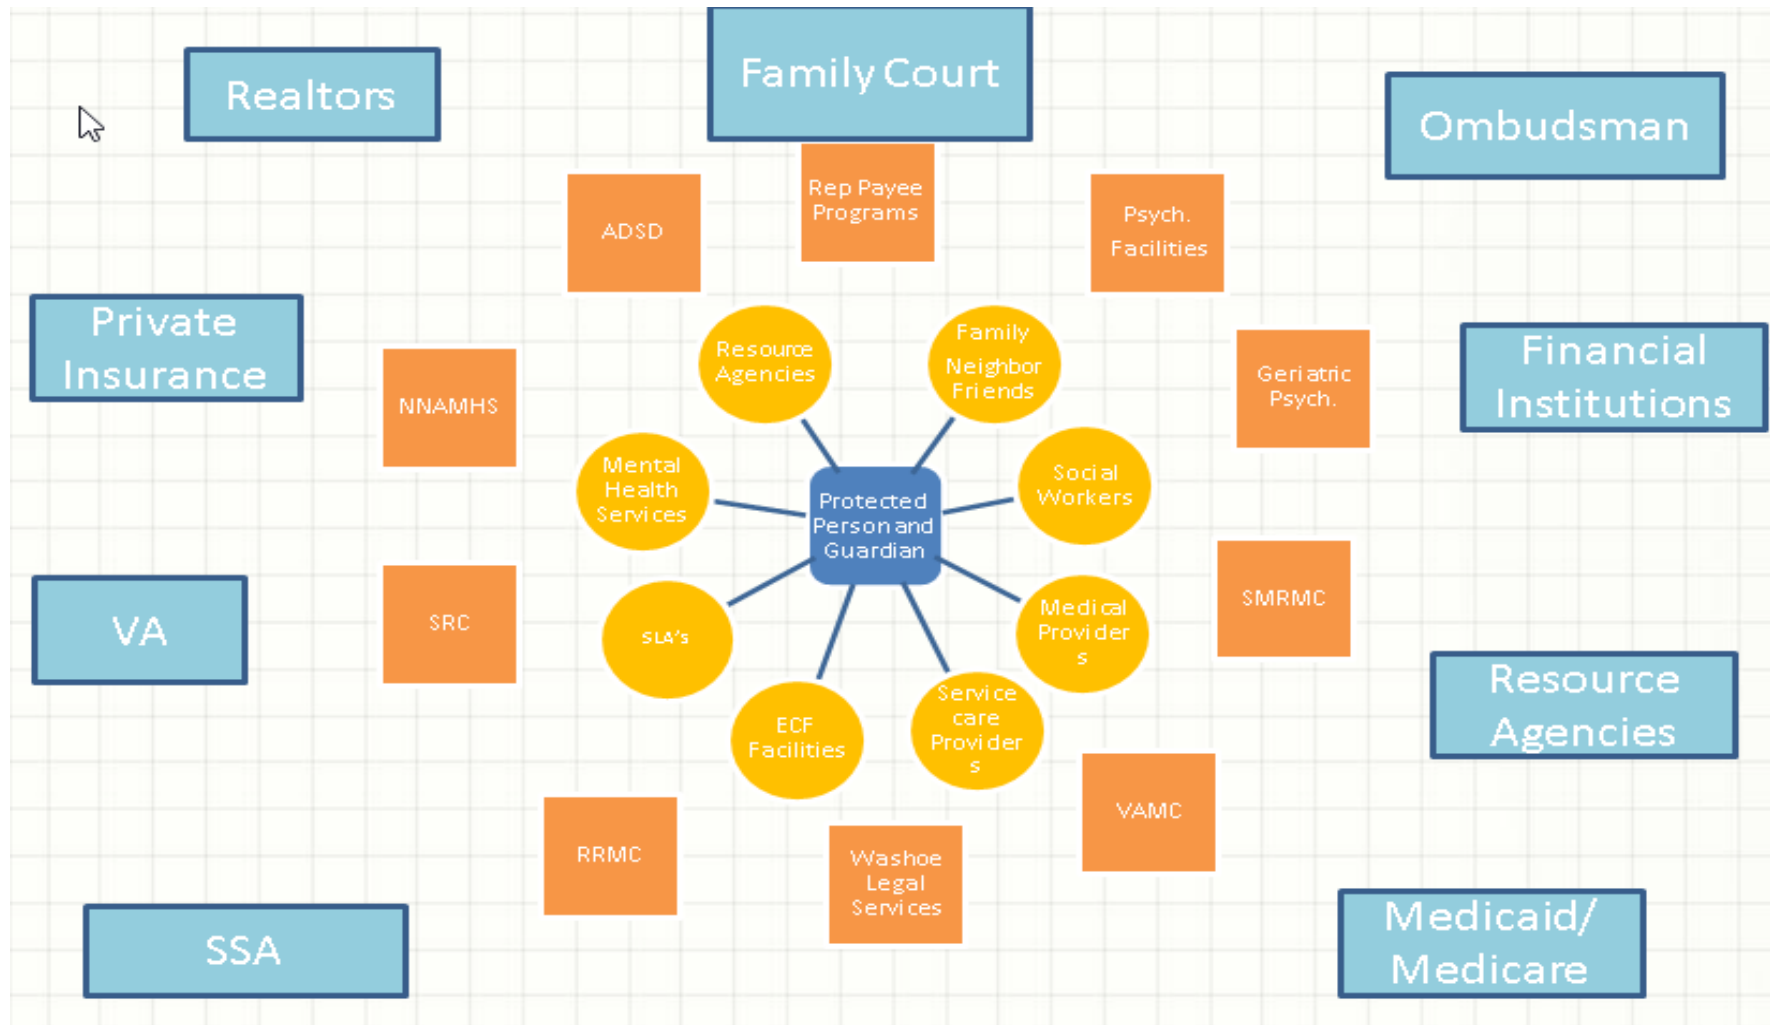 Family Court
Realtors
Ombudsman
Rep Payee
Programs
ADSD
Psych.
Facilities
Private
Insurance
Financial
Institutions
NNAMHS
Resource
Agencies
Family
Neighbor
Friends
Geriatric
Psych.
Mental
Health
Services
Social
Workers
Protected
Person and
Guardian
VA
SRC
SLA's
Medical
Provider
s
SMRMC
ECF
Facilities
Service
care
Provider
s
Resource
Agencies
RRMC
Washoe
Legal
Services
VAMC
SSA
Medicaid/
Medicare